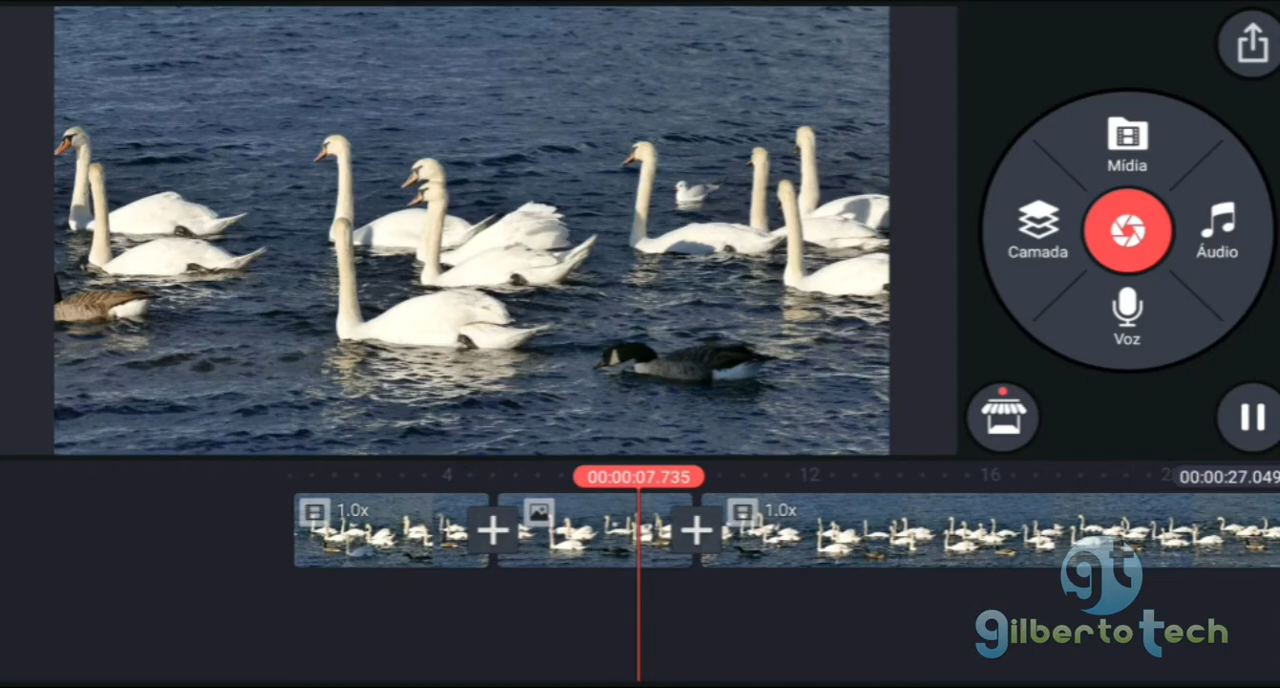 Mídia
Camada
Áudio
Voz
4
00:00:07.735
12
16
00:00:27.049
1.0x
1.0x
gt
gilberto tech